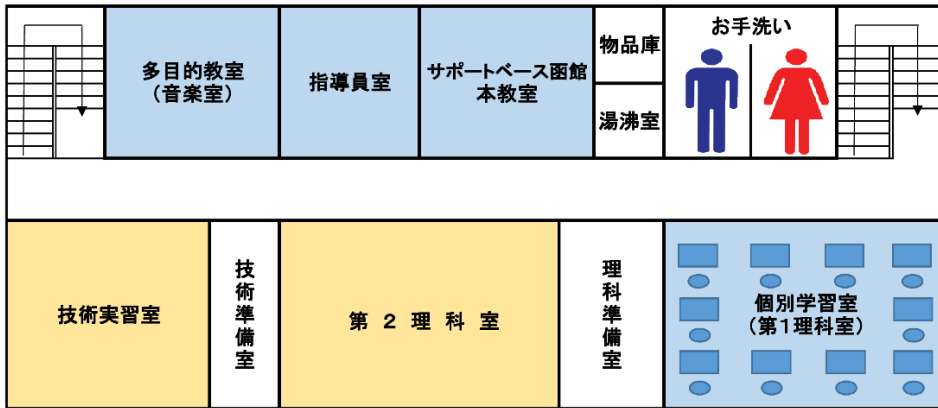 多目的教室
(音楽室)
指導員室
サポートベース函館
本教室
物品庫
湯沸室
お手洗い
技術実習室
技術準備室
第2理科室
理科準備室
個別学習室
(第1理科室)